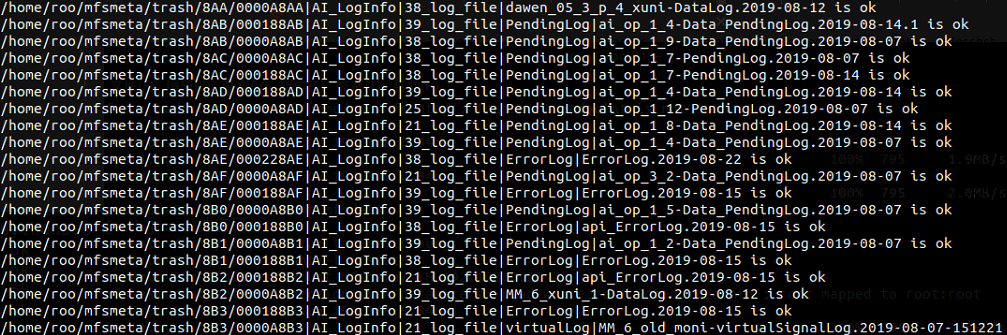 /home/roo/mfsmeta/trash/8AA/0000A8AA|AI_LogInfo|38_log_file|dawen_05_3_p_4_xuni-DataLog.2019-08-12 is ok
/home/roo/mfsmeta/trash/8AB/000188AB|AI_LogInfo|39_log_file|PendingLog|ai_op_1_4-Data_PendingLog.2019-08-14.1 is ok
/home/roo/mfsmeta/trash/8AB/0000A8AB|AI_LogInfo|38_log_file|PendingLog|ai_op_1_9-Data_PendingLog.2019-08-07 is ok
/home/roo/mfsmeta/trash/8AC/0000A8AC|AI_LogInfo|38_log_file|PendingLog|ai_op_1_7-PendingLog.2019-08-07 is ok
/home/roo/mfsmeta/trash/8AC/000188AC|AI_LogInfo|38_log_file|PendingLog|ai_op_1_7-PendingLog.2019-08-14 is ok
/home/roo/mfsmeta/trash/8AD/000188AD|AI_LogInfo|39_log_file|PendingLog|ai_op_1_4-Data_PendingLog.2019-08-14 is ok
/home/roo/mfsmeta/trash/8AD/0000A8AD|AI_LogInfo|25_log_file|PendingLog|ai_op_1_12-PendingLog.2019-08-07 is ok
/home/roo/mfsmeta/trash/8AE/000188AE|AI_LogInfo|21_log_file|PendingLog|ai_op_1_8-Data_PendingLog.2019-08-14 is ok
/home/roo/mfsmeta/trash/8AE/0000A8AE|AI_LogInfo|39_log_file|PendingLog|ai_op_1_4-Data_PendingLog.2019-08-07 is ok
/home/roo/mfsmeta/trash/8AE/000228AE|AI_LogInfo|38_log_file|ErrorLog|ErrorLog.2019-08-22 is ok 100% 795 1.9MB/s
/home/roo/mfsmeta/trash/8AF/0000A8AF|AI_LogInfo|21_log_file|PendingLog|ai_op_3_2-Data_PendingLog.2019-08-07 is ok
/home/roo/mfsmeta/trash/8AF/000188AF|AI_LogInfo|39_log_file|ErrorLog|ErrorLog.2019-08-15 is ok 100% 795 2.0MB/s
/home/roo/mfsmeta/trash/8B0/0000A8B0|AI_LogInfo|39_log_file|PendingLog|ai_op_1_5-Data_PendingLog.2019-08-07 is ok
/home/roo/mfsmeta/trash/8B0/000188B0|AI_LogInfo|38_log_file|ErrorLog|api_ErrorLog.2019-08-15 is ok
/home/roo/mfsmeta/trash/8B1/0000A8B1|AI_LogInfo|39_log_file|PendingLog|ai_op_1_2-Data_PendingLog.2019-08-07 is ok
/home/roo/mfsmeta/trash/8B1/000188B1|AI_LogInfo|38_log_file|ErrorLog|ErrorLog.2019-08-15 is ok
/home/roo/mfsmeta/trash/8B2/000188B2|AI_LogInfo|21_log_file|ErrorLog|api_ErrorLog.2019-08-15 is ok
/home/roo/mfsmeta/trash/8B2/0000A8B2|AI_LogInfo|39_log_file|MM_6_xuni_1-DataLog.2019-08-12 is ok mapped to root:root
/home/roo/mfsmeta/trash/8B3/000188B3|AI_LogInfo|21_log_file|ErrorLog|ErrorLog.2019-08-15 is ok
/home/roo/mfsmeta/trash/8B3/0000A8B3|AI_LogInfo|21_log_file|virtualLog|MM_6_old_moni-virtualSignalLog.2019-08-07-151221